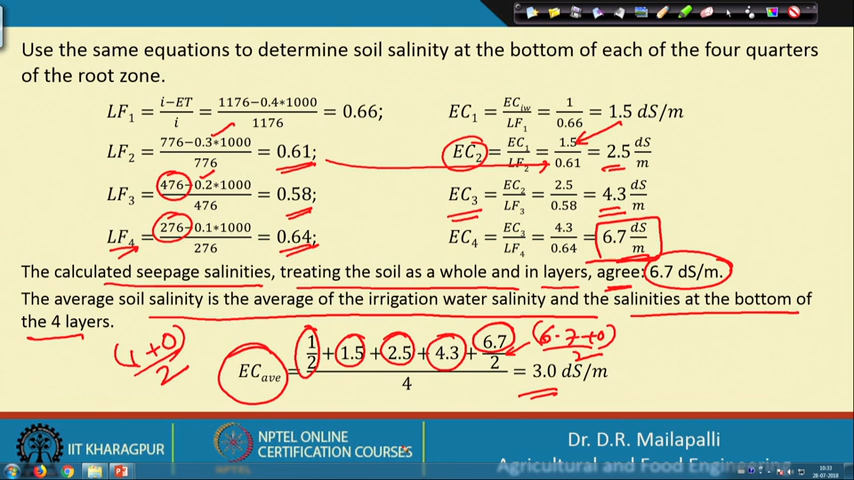 Use the same equations to determine soil salinity at the bottom of each of the four quarters
of the root zone.
LF₁ = (i−ET)/i = (1176−0.4*1000)/1176 = 0.66; EC₁ = EC_iw/LF₁ = 1/0.66 = 1.5 dS/m
LF₂ = (776−0.3*1000)/776 = 0.61; EC₂ = EC₁/LF₂ = 1.5/0.61 = 2.5 dS/m
LF₃ = (476−0.2*1000)/476 = 0.58; EC₃ = EC₂/LF₃ = 2.5/0.58 = 4.3 dS/m
LF₄ = (276−0.1*1000)/276 = 0.64; EC₄ = EC₃/LF₄ = 4.3/0.64 = 6.7 dS/m
The calculated seepage salinities, treating the soil as a whole and in layers, agree: 6.7 dS/m.
The average soil salinity is the average of the irrigation water salinity and the salinities at the bottom of
the 4 layers.
(1+0)/2
(6.7+0)/2
EC_ave = (1/2 + 1.5 + 2.5 + 4.3 + 6.7/2)/4 = 3.0 dS/m
IIT KHARAGPUR
NPTEL ONLINE
CERTIFICATION COURSES
Dr. D.R. Mailapalli
Agricultural and Food Engineering
10:33
28-07-2018